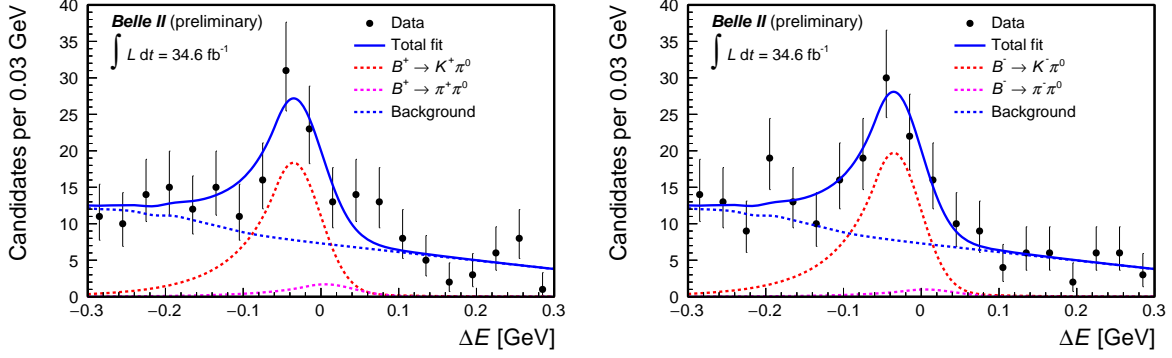 Belle II (preliminary)
∫ L dt = 34.6 fb⁻¹
Data
Total fit
B⁺ → K⁺π⁰
B⁺ → π⁺π⁰
Background
Candidates per 0.03 GeV
40
35
30
25
20
15
10
5
0
−0.3 −0.2 −0.1 0 0.1 0.2 0.3
ΔE [GeV]
Belle II (preliminary)
∫ L dt = 34.6 fb⁻¹
Data
Total fit
B⁻ → K⁻π⁰
B⁻ → π⁻π⁰
Background
Candidates per 0.03 GeV
40
35
30
25
20
15
10
5
0
−0.3 −0.2 −0.1 0 0.1 0.2 0.3
ΔE [GeV]